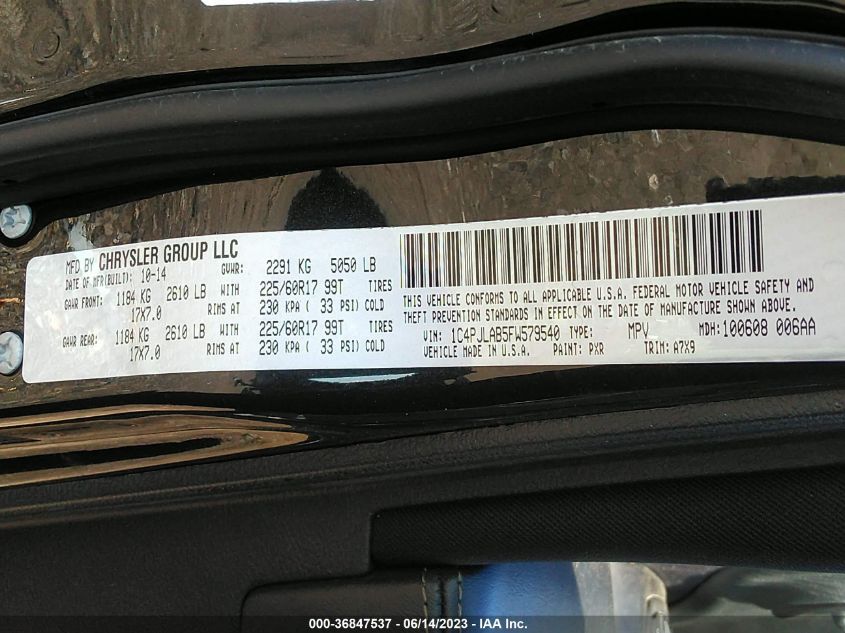 MFD BY CHRYSLER GROUP LLC
DATE OF MFR(BUILT): 10-14 GVWR: 2291 KG 5050 LB
GAWR FRONT: 1184 KG 2610 LB WITH 225/60R17 99T TIRES
17X7.0 RIMS AT 230 KPA ( 33 PSI) COLD
GAWR REAR: 1184 KG 2610 LB WITH 225/60R17 99T TIRES
17X7.0 RIMS AT 230 KPA ( 33 PSI) COLD
THIS VEHICLE CONFORMS TO ALL APPLICABLE U.S.A. FEDERAL MOTOR VEHICLE SAFETY AND
THEFT PREVENTION STANDARDS IN EFFECT ON THE DATE OF MANUFACTURE SHOWN ABOVE.
VIN: 1C4PJLAB5FW579540 TYPE: MPV MDH: 100608 006AA
VEHICLE MADE IN U.S.A. PAINT: PXR TRIM: A7X9
000-36847537 - 06/14/2023 - IAA Inc.